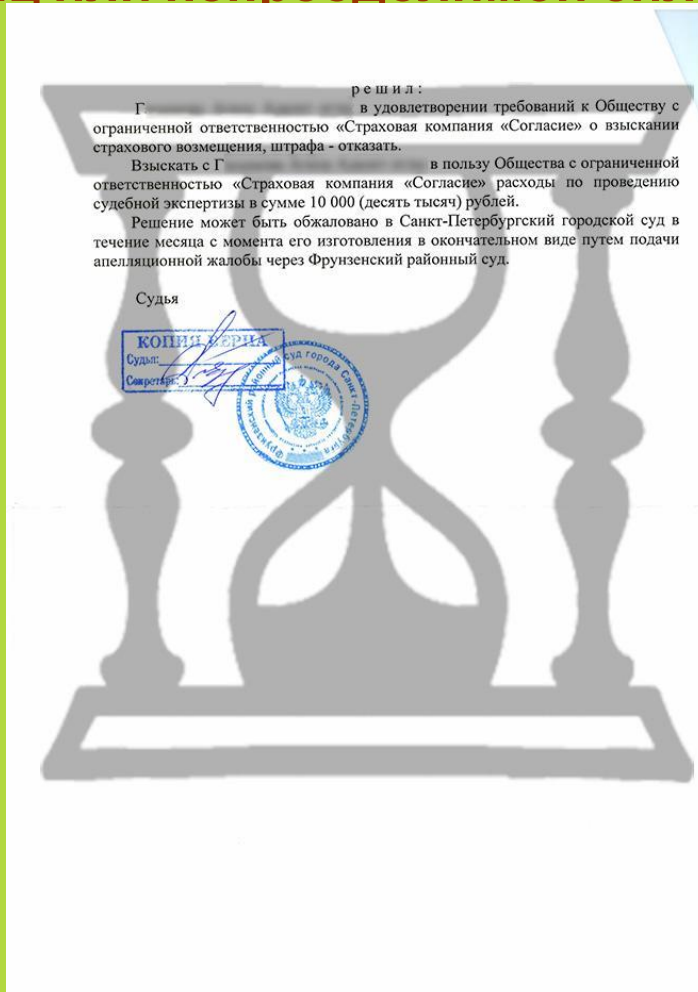 решил:
Г в удовлетворении требований к Обществу с
ограниченной ответственностью «Страховая компания «Согласие» о взыскании
страхового возмещения, штрафа - отказать.
Взыскать с Г в пользу Общества с ограниченной
ответственностью «Страховая компания «Согласие» расходы по проведению
судебной экспертизы в сумме 10 000 (десять тысяч) рублей.
Решение может быть обжаловано в Санкт-Петербургский городской суд в
течение месяца с момента его изготовления в окончательном виде путем подачи
апелляционной жалобы через Фрунзенский районный суд.
Судья
КОПИЯ ВЕРНА
Судья:
Секретарь:
Фрунзенский районный суд города Санкт-Петербурга